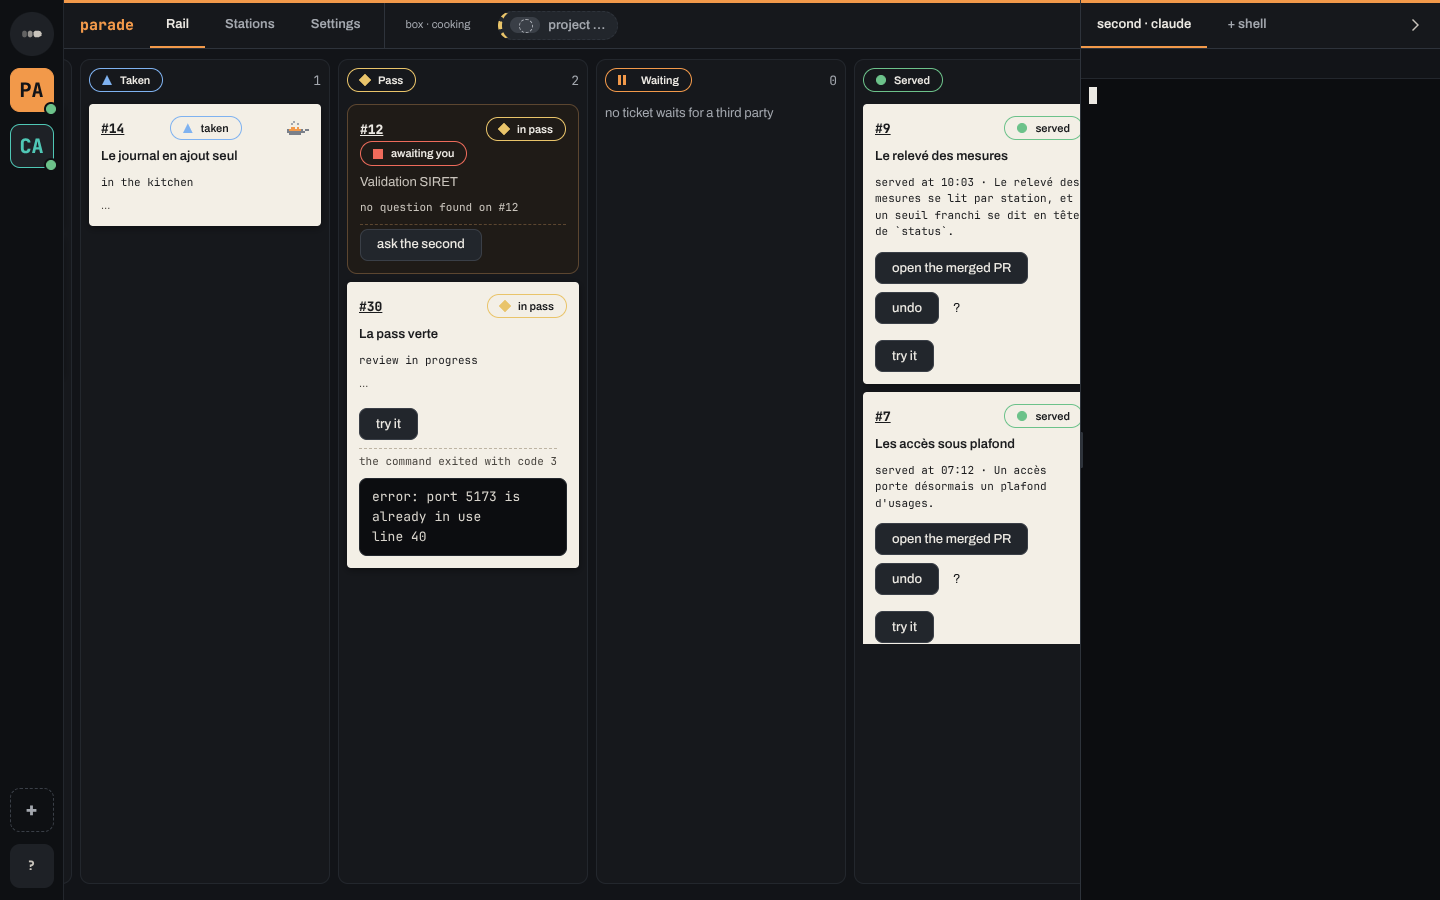 parade
Rail
Stations
Settings
box · cooking
project ...
second · claude
+ shell
PA
CA
+
?
Taken
1
#14
taken
Le journal en ajout seul
in the kitchen
...
Pass
2
#12
in pass
awaiting you
Validation SIRET
no question found on #12
ask the second
#30
in pass
La pass verte
review in progress
...
try it
the command exited with code 3
error: port 5173 is
already in use
line 40
Waiting
0
no ticket waits for a third party
Served
#9
served
Le relevé des mesures
served at 10:03 · Le relevé des
mesures se lit par station, et
un seuil franchi se dit en tête
de `status`.
open the merged PR
undo
?
try it
#7
served
Les accès sous plafond
served at 07:12 · Un accès
porte désormais un plafond
d'usages.
open the merged PR
undo
?
try it